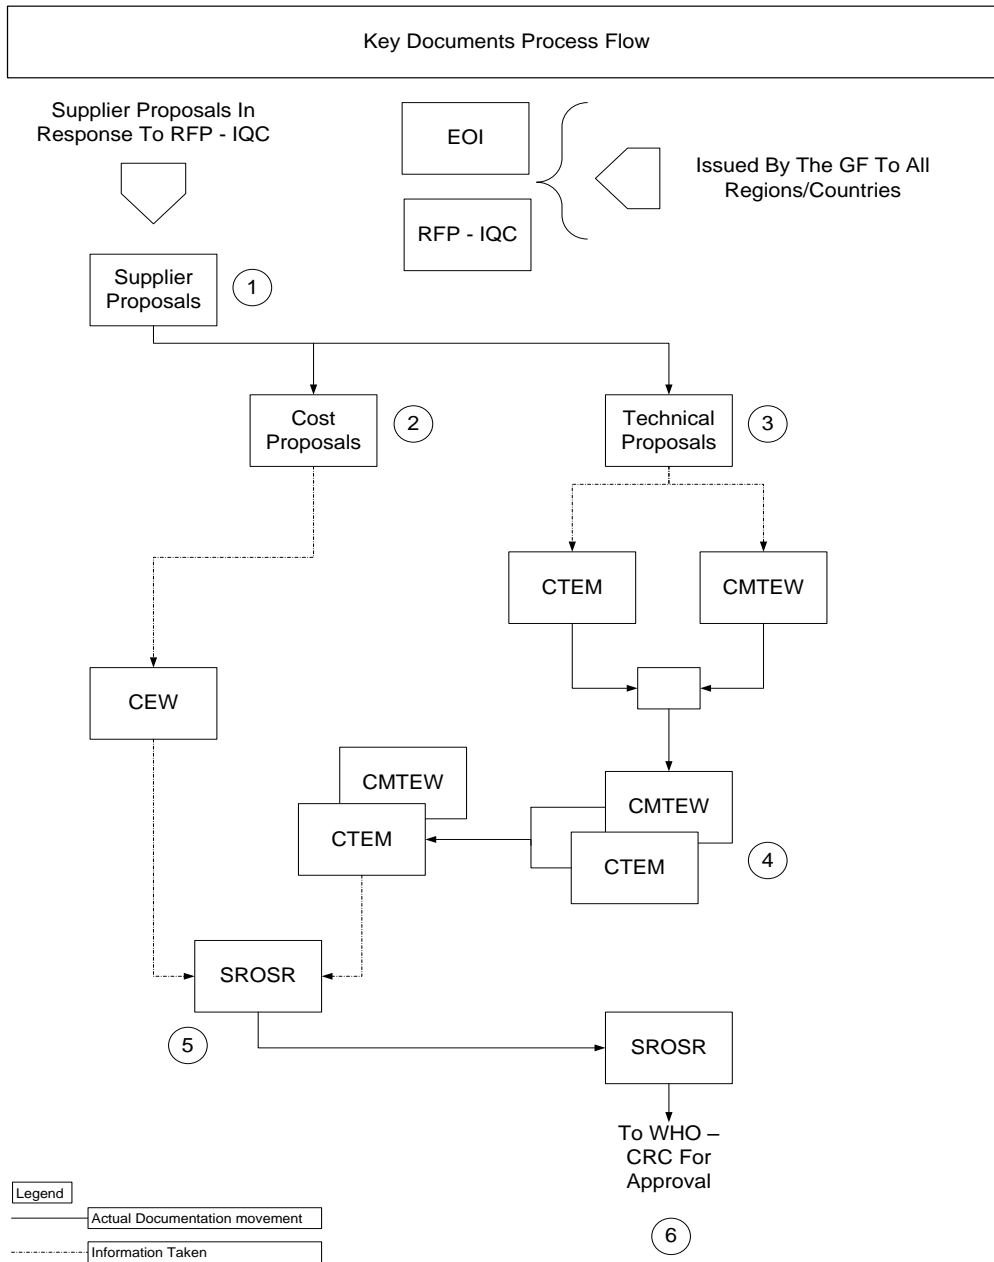 Key Documents Process Flow
Supplier Proposals In
Response To RFP - IQC
EOI
RFP - IQC
Issued By The GF To All
Regions/Countries
Supplier
Proposals
1
Cost
Proposals
2
Technical
Proposals
3
CTEM
CMTEW
CEW
CMTEW
CTEM
CMTEW
CTEM
4
SROSR
5
SROSR
To WHO –
CRC For
Approval
6
Legend
Actual Documentation movement
Information Taken